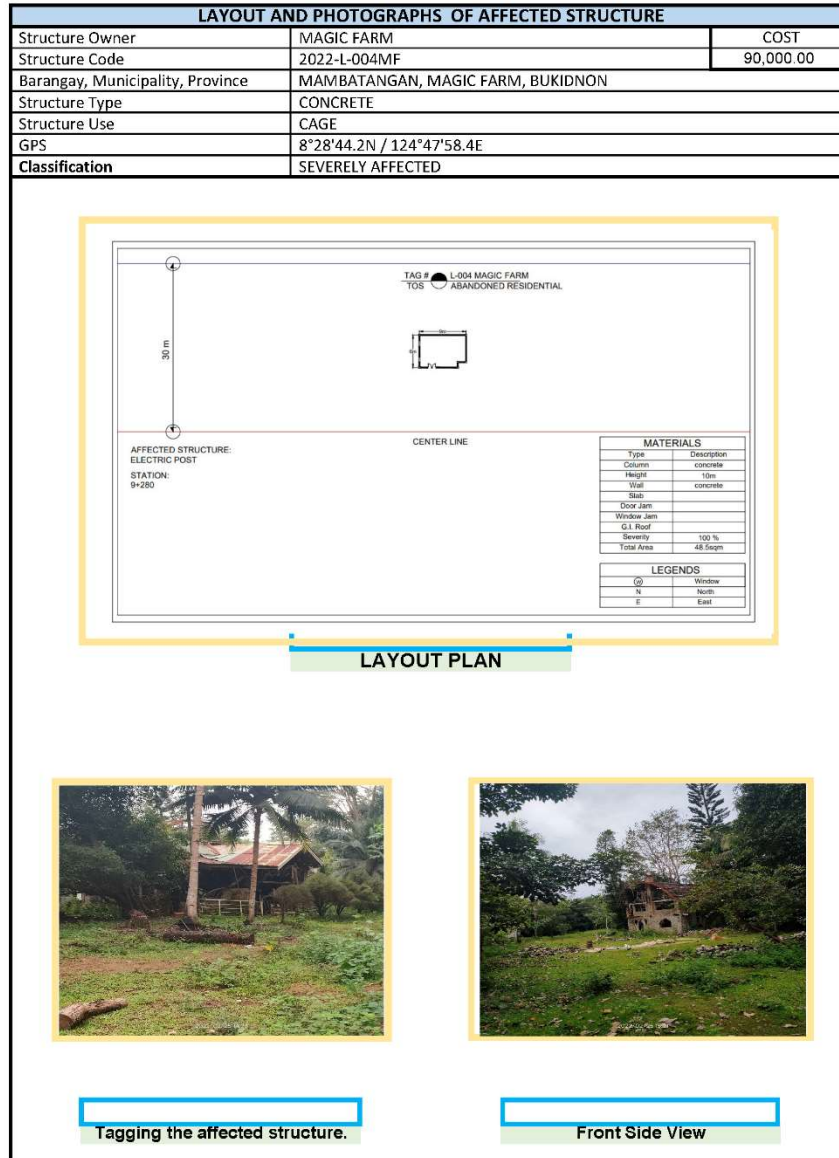 LAYOUT AND PHOTOGRAPHS OF AFFECTED STRUCTURE
Structure Owner MAGIC FARM COST
Structure Code 2022-L-004MF 90,000.00
Barangay, Municipality, Province MAMBATANGAN, MAGIC FARM, BUKIDNON
Structure Type CONCRETE
Structure Use CAGE
GPS 8°28'44.2N / 124°47'58.4E
Classification SEVERELY AFFECTED
TAG # L-004 MAGIC FARM
TOS ABANDONED RESIDENTIAL
30 m
CENTER LINE
AFFECTED STRUCTURE:
ELECTRIC POST
STATION:
9+280
MATERIALS
Type Description
Column concrete
Height 10m
Wall concrete
Slab
Door Jam
Window Jam
G.I. Roof
Severity 100 %
Total Area 48.5sqm
LEGENDS
W Window
N North
E East
LAYOUT PLAN
Tagging the affected structure.
Front Side View